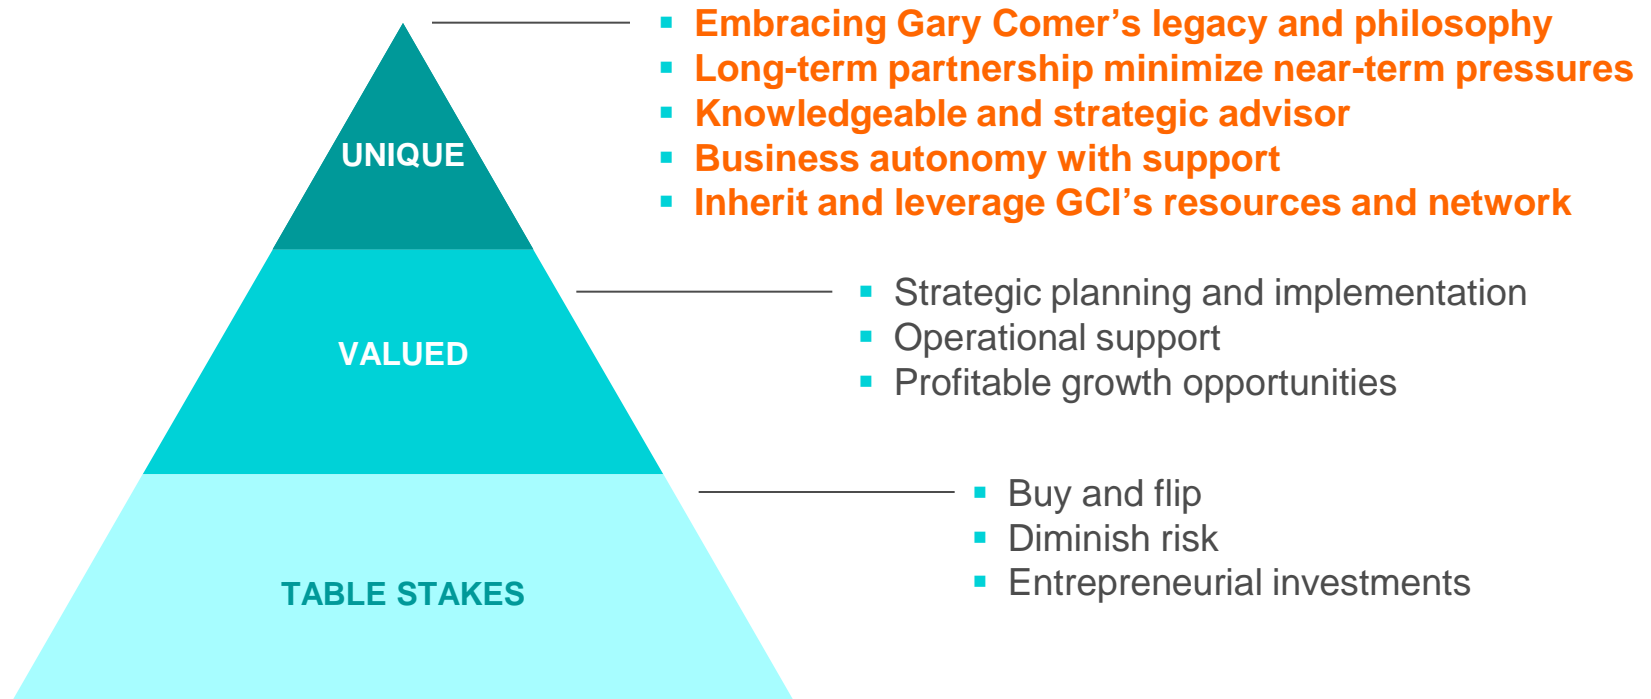 ▪ Embracing Gary Comer’s legacy and philosophy
▪ Long-term partnership minimize near-term pressures
▪ Knowledgeable and strategic advisor
▪ Business autonomy with support
▪ Inherit and leverage GCI’s resources and network
UNIQUE
▪ Strategic planning and implementation
▪ Operational support
▪ Profitable growth opportunities
VALUED
▪ Buy and flip
▪ Diminish risk
▪ Entrepreneurial investments
TABLE STAKES